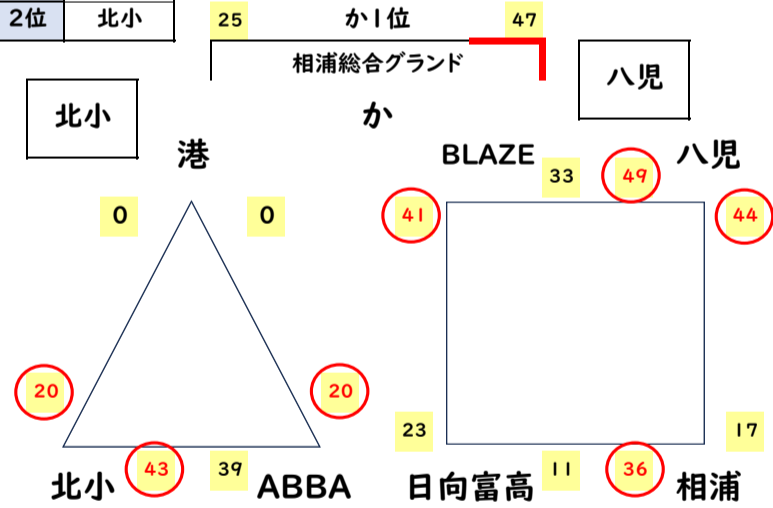 2位 北小
25 か1位 47
相浦総合グランド
北小 か 八児
港 BLAZE 八児
33 49
0 0 41 44
20 20
23 17
43 39 11 36
北小 ABBA 日向富高 相浦